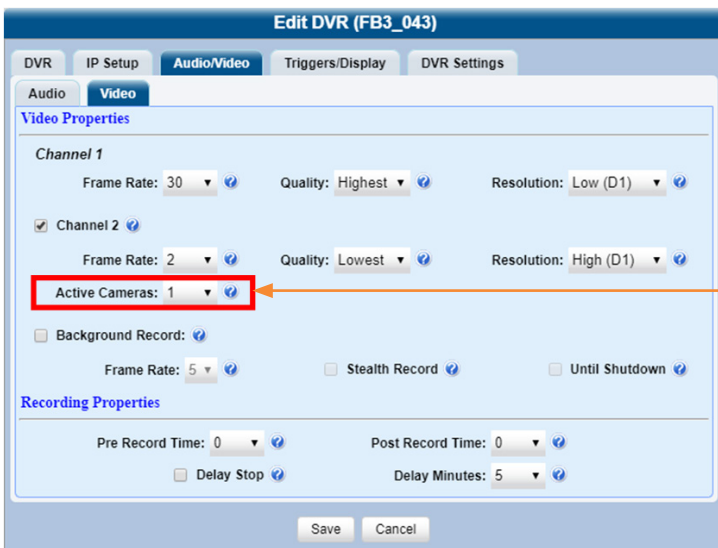 Edit DVR (FB3_043)
DVR IP Setup Audio/Video Triggers/Display DVR Settings
Audio Video
Video Properties
Channel 1
Frame Rate: 30 Quality: Highest Resolution: Low (D1)
Channel 2
Frame Rate: 2 Quality: Lowest Resolution: High (D1)
Active Cameras: 1
Background Record:
Frame Rate: 5 Stealth Record Until Shutdown
Recording Properties
Pre Record Time: 0 Post Record Time: 0
Delay Stop Delay Minutes: 5
Save Cancel